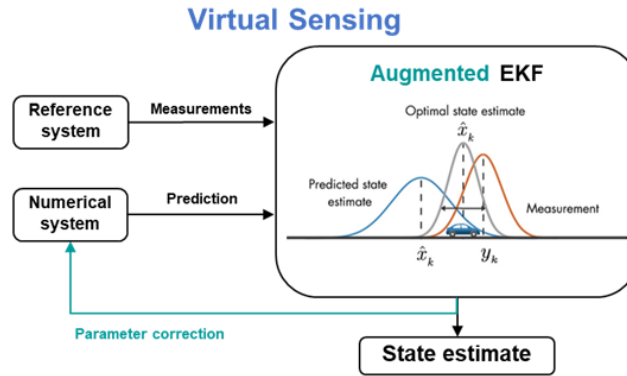 Virtual Sensing
Augmented EKF
Reference
system
Measurements
Optimal state estimate
x̂ₖ
Numerical
system
Prediction
Predicted state
estimate
Measurement
x̂ₖ
yₖ
Parameter correction
State estimate